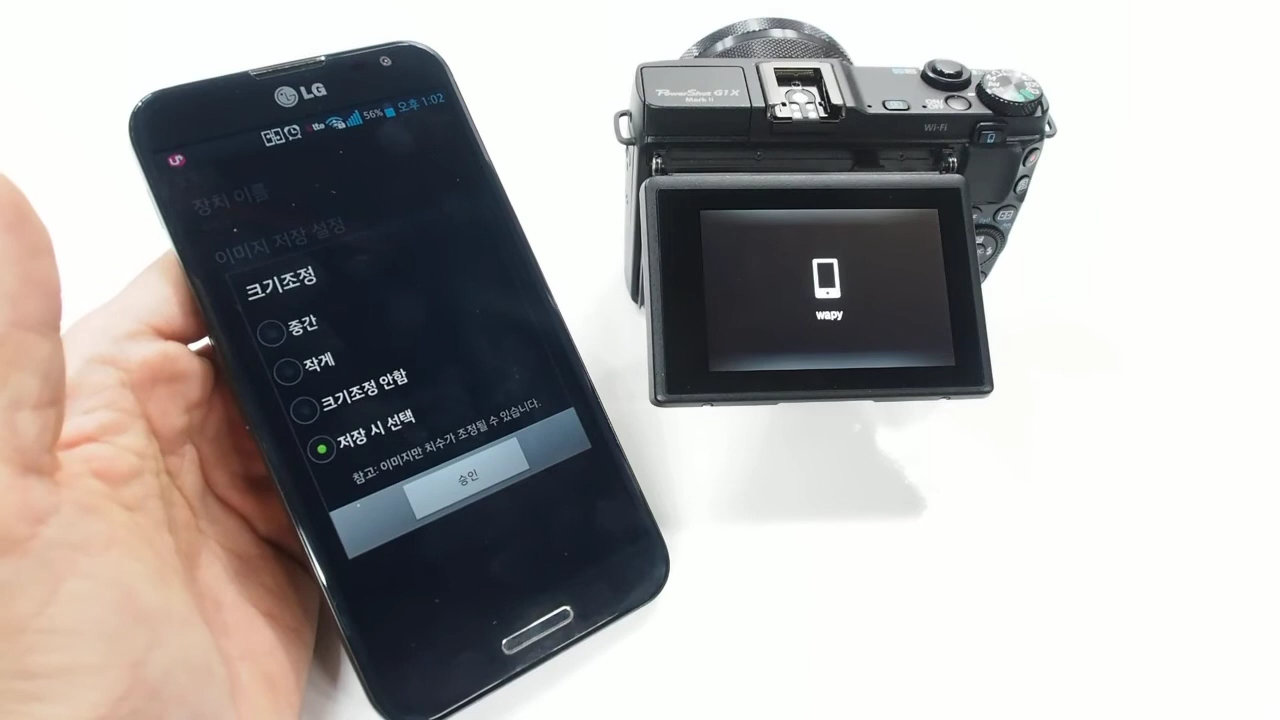 LG
lte 56% 오후 1:02
장치 이름
이미지 저장 설정
크기조정
중간
작게
크기조정 안함
저장 시 선택
참고: 이미지만 치수가 조정될 수 있습니다.
승인
PowerShot G1 X
Mark II
ON
OFF
Wi-Fi
wapy